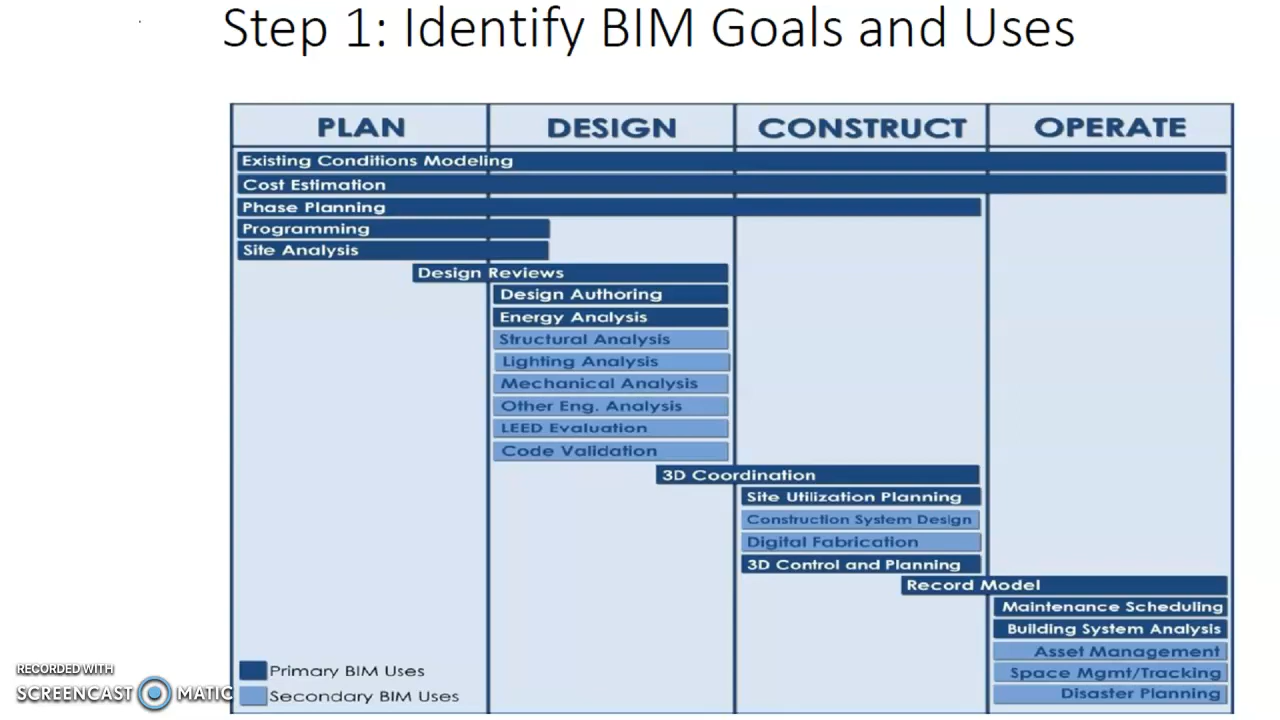 Step 1: Identify BIM Goals and Uses
PLAN DESIGN CONSTRUCT OPERATE
Existing Conditions Modeling
Cost Estimation
Phase Planning
Programming
Site Analysis
Design Reviews
Design Authoring
Energy Analysis
Structural Analysis
Lighting Analysis
Mechanical Analysis
Other Eng. Analysis
LEED Evaluation
Code Validation
3D Coordination
Site Utilization Planning
Construction System Design
Digital Fabrication
3D Control and Planning
Record Model
Maintenance Scheduling
Building System Analysis
Asset Management
Space Mgmt/Tracking
Disaster Planning
Primary BIM Uses
Secondary BIM Uses
RECORDED WITH
SCREENCAST MATIC